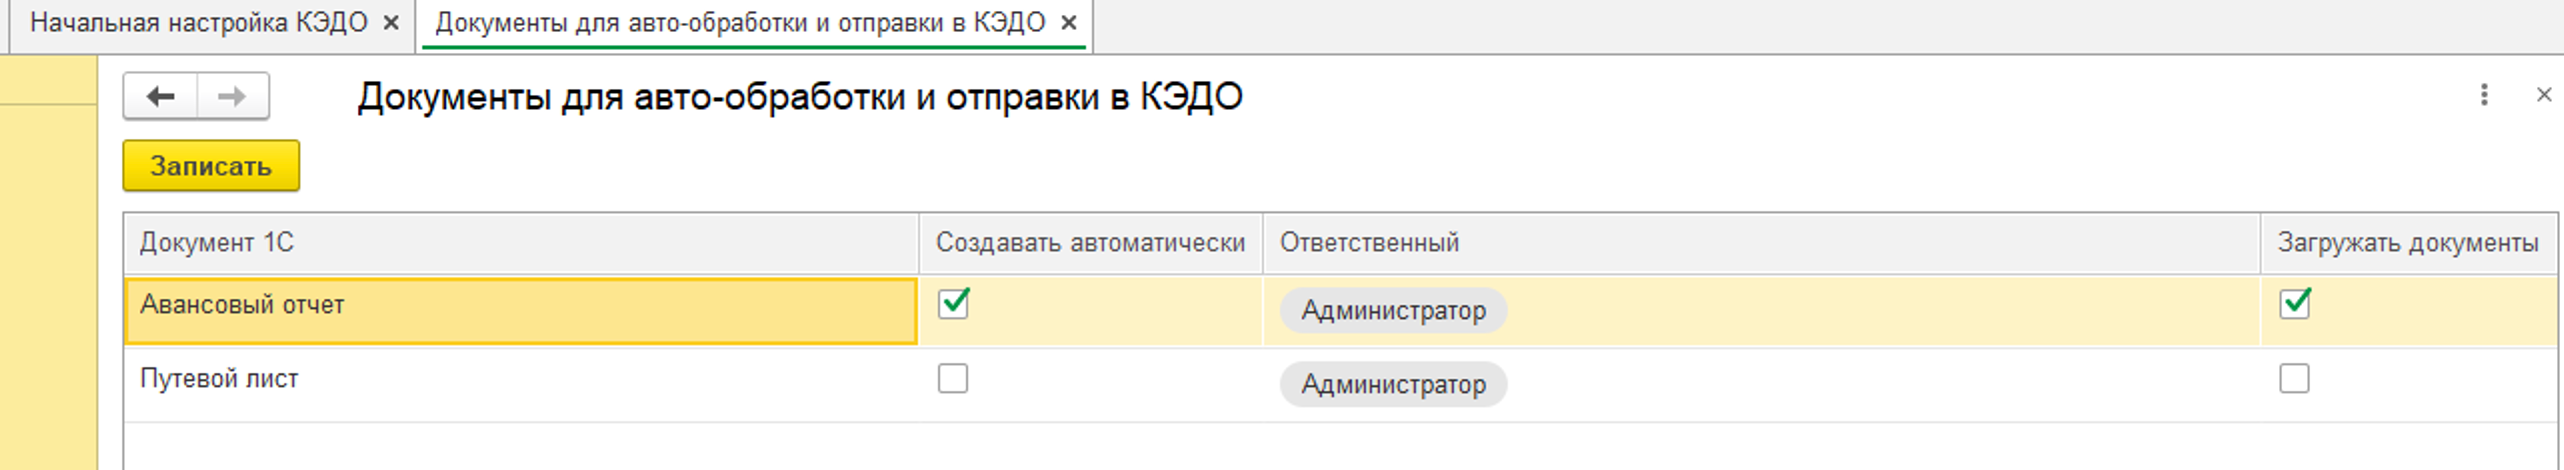 Начальная настройка КЭДО × Документы для авто-обработки и отправки в КЭДО ×
Документы для авто-обработки и отправки в КЭДО
Записать
Документ 1С Создавать автоматически Ответственный Загружать документы
Авансовый отчет Администратор
Путевой лист Администратор